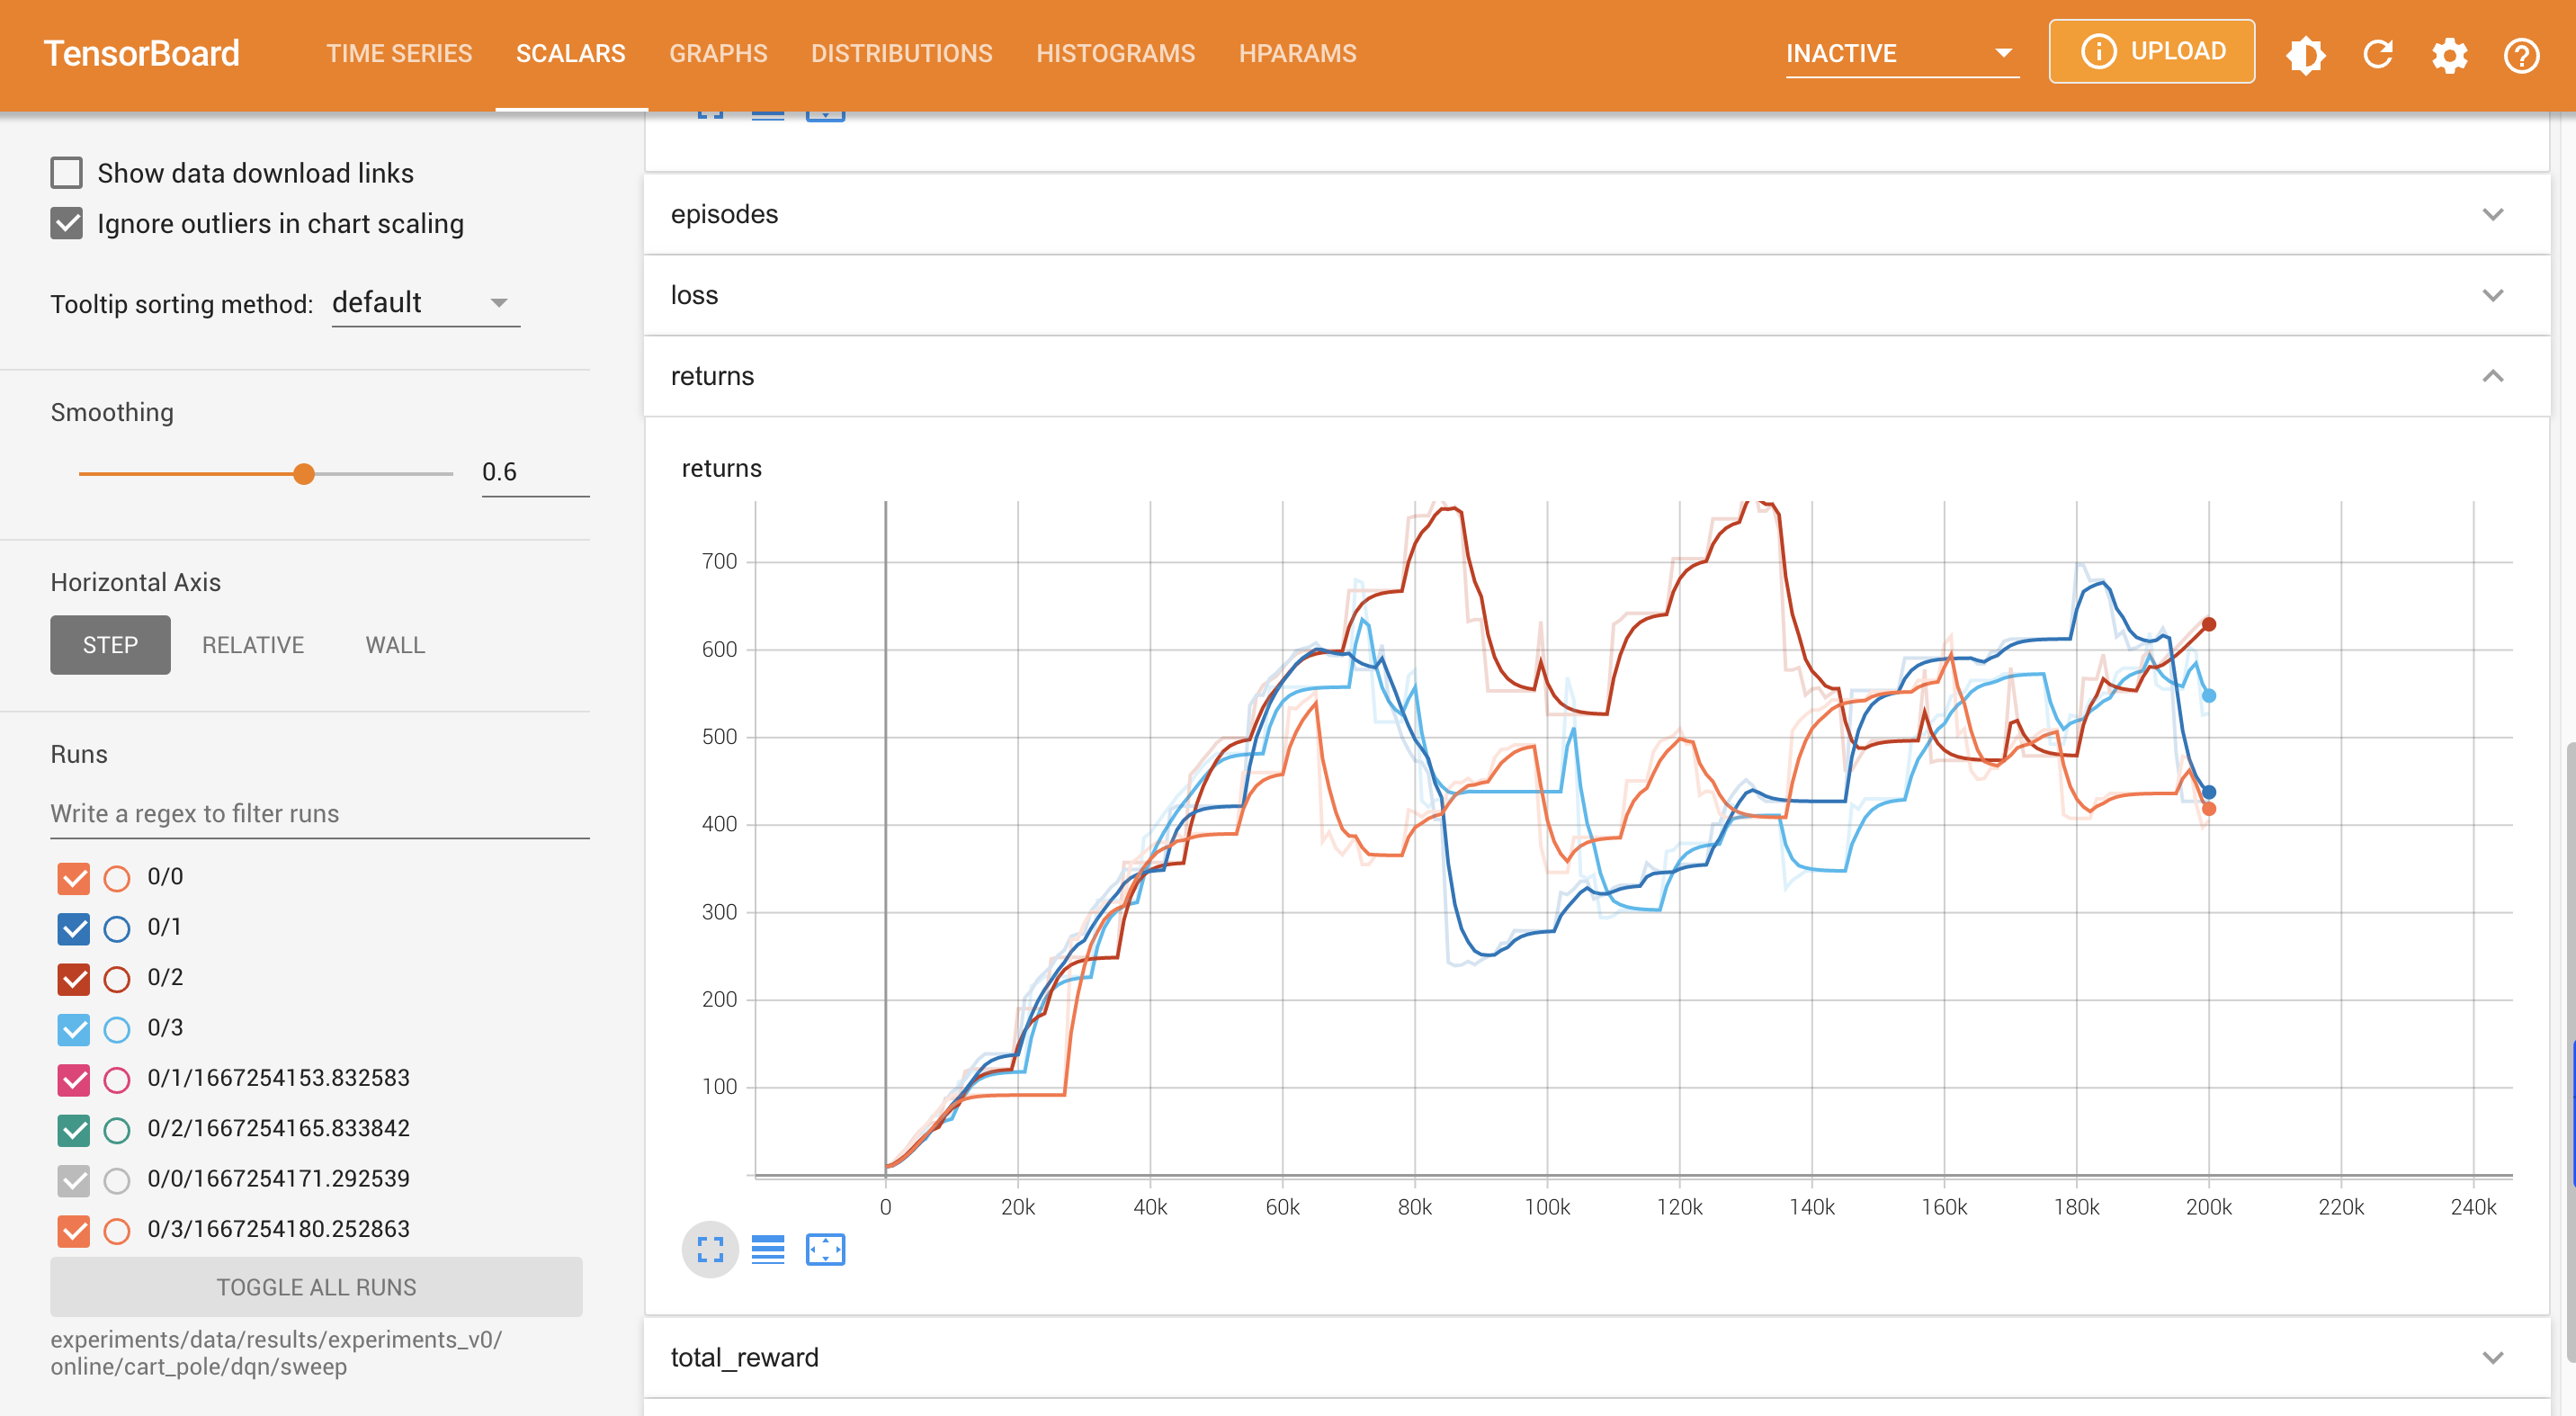 TensorBoard
TIME SERIES
SCALARS
GRAPHS
DISTRIBUTIONS
HISTOGRAMS
HPARAMS
INACTIVE
UPLOAD
Show data download links
Ignore outliers in chart scaling
Tooltip sorting method: default
Smoothing
0.6
Horizontal Axis
STEP
RELATIVE
WALL
Runs
Write a regex to filter runs
0/0
0/1
0/2
0/3
0/1/1667254153.832583
0/2/1667254165.833842
0/0/1667254171.292539
0/3/1667254180.252863
TOGGLE ALL RUNS
experiments/data/results/experiments_v0/
online/cart_pole/dqn/sweep
episodes
loss
returns
returns
700
600
500
400
300
200
100
0
20k
40k
60k
80k
100k
120k
140k
160k
180k
200k
220k
240k
total_reward